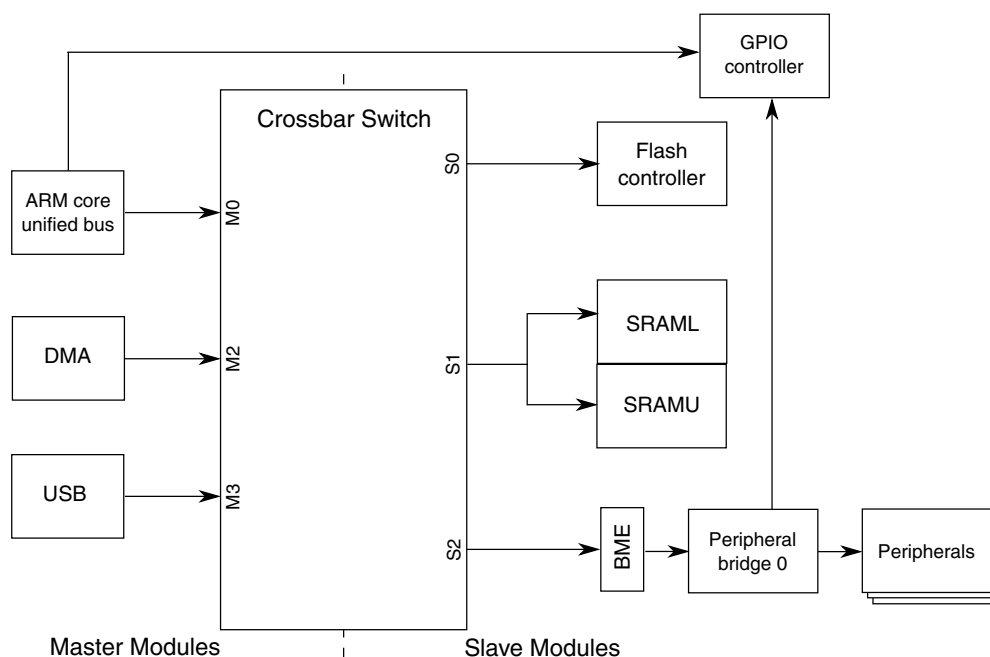 GPIO
controller
Crossbar Switch
S0
Flash
controller
ARM core
unified bus
M0
SRAML
DMA
M2
S1
SRAMU
USB
M3
S2
BME
Peripheral
bridge 0
Peripherals
Master Modules
Slave Modules